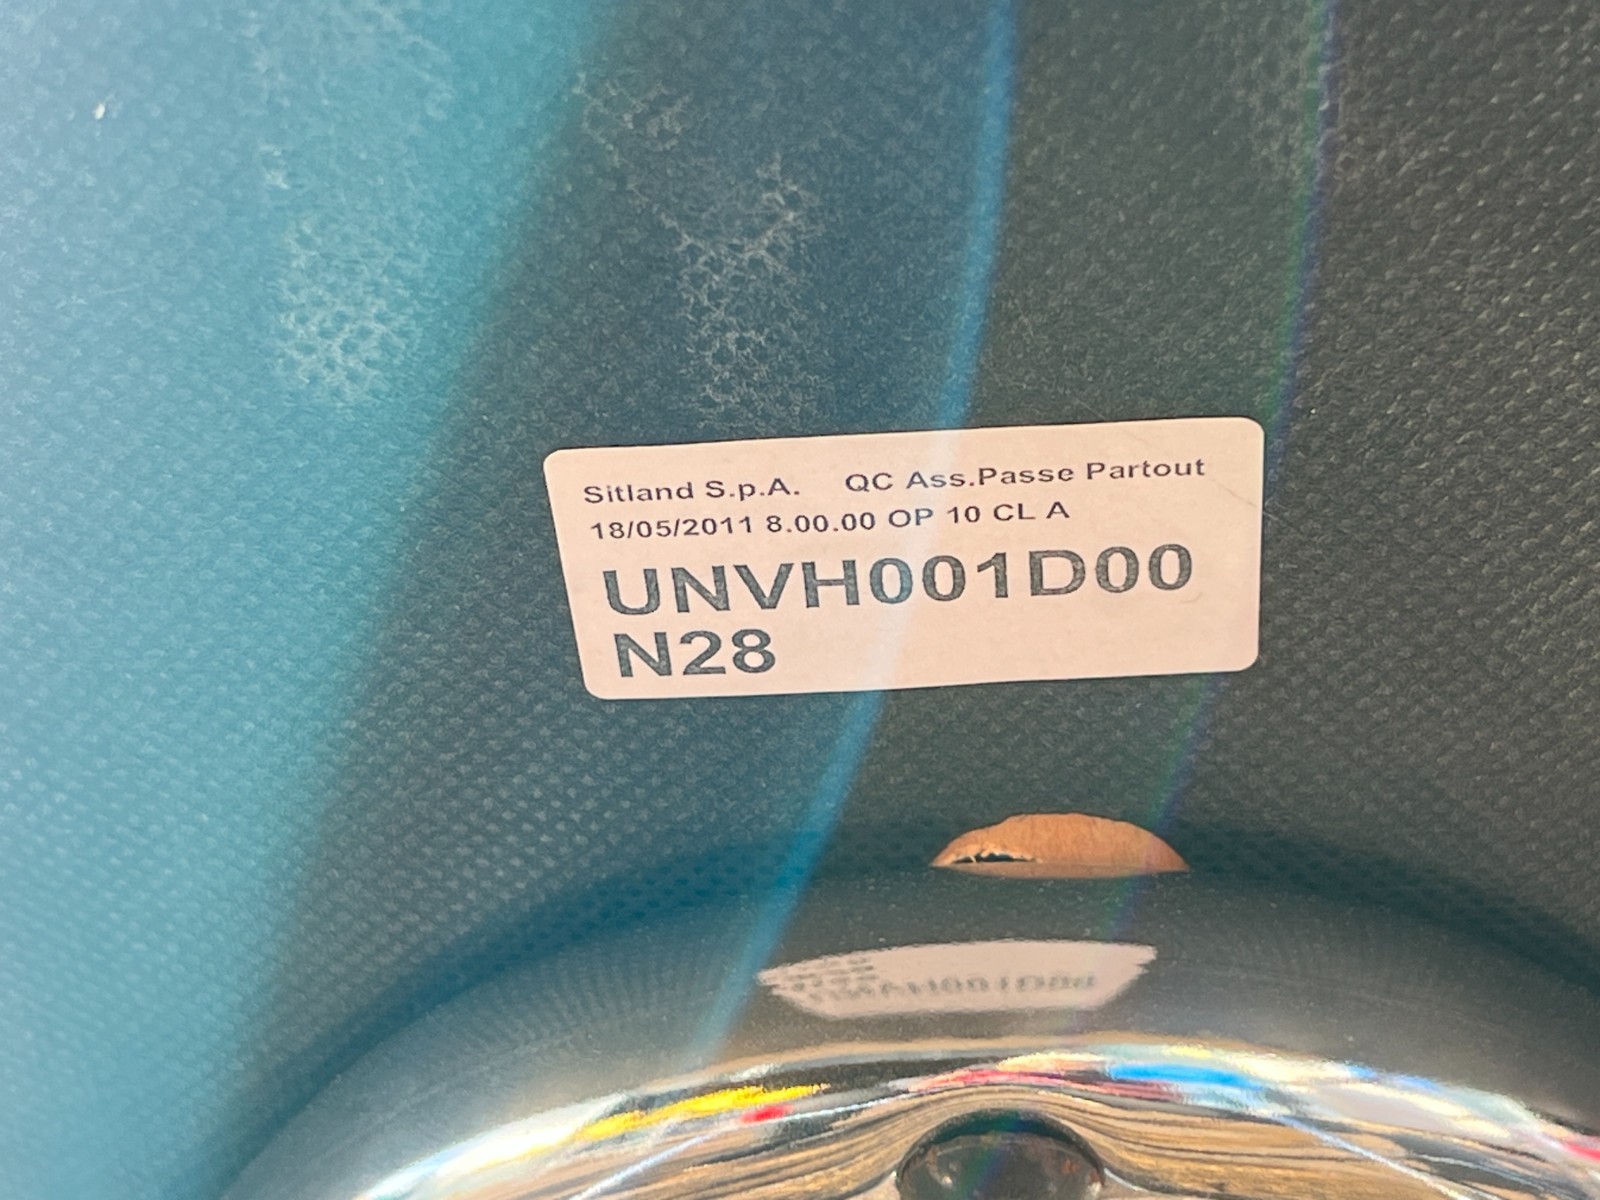 Sitland S.p.A. QC Ass.Passe Partout
18/05/2011 8.00.00 OP 10 CL A
UNVH001D00
N28